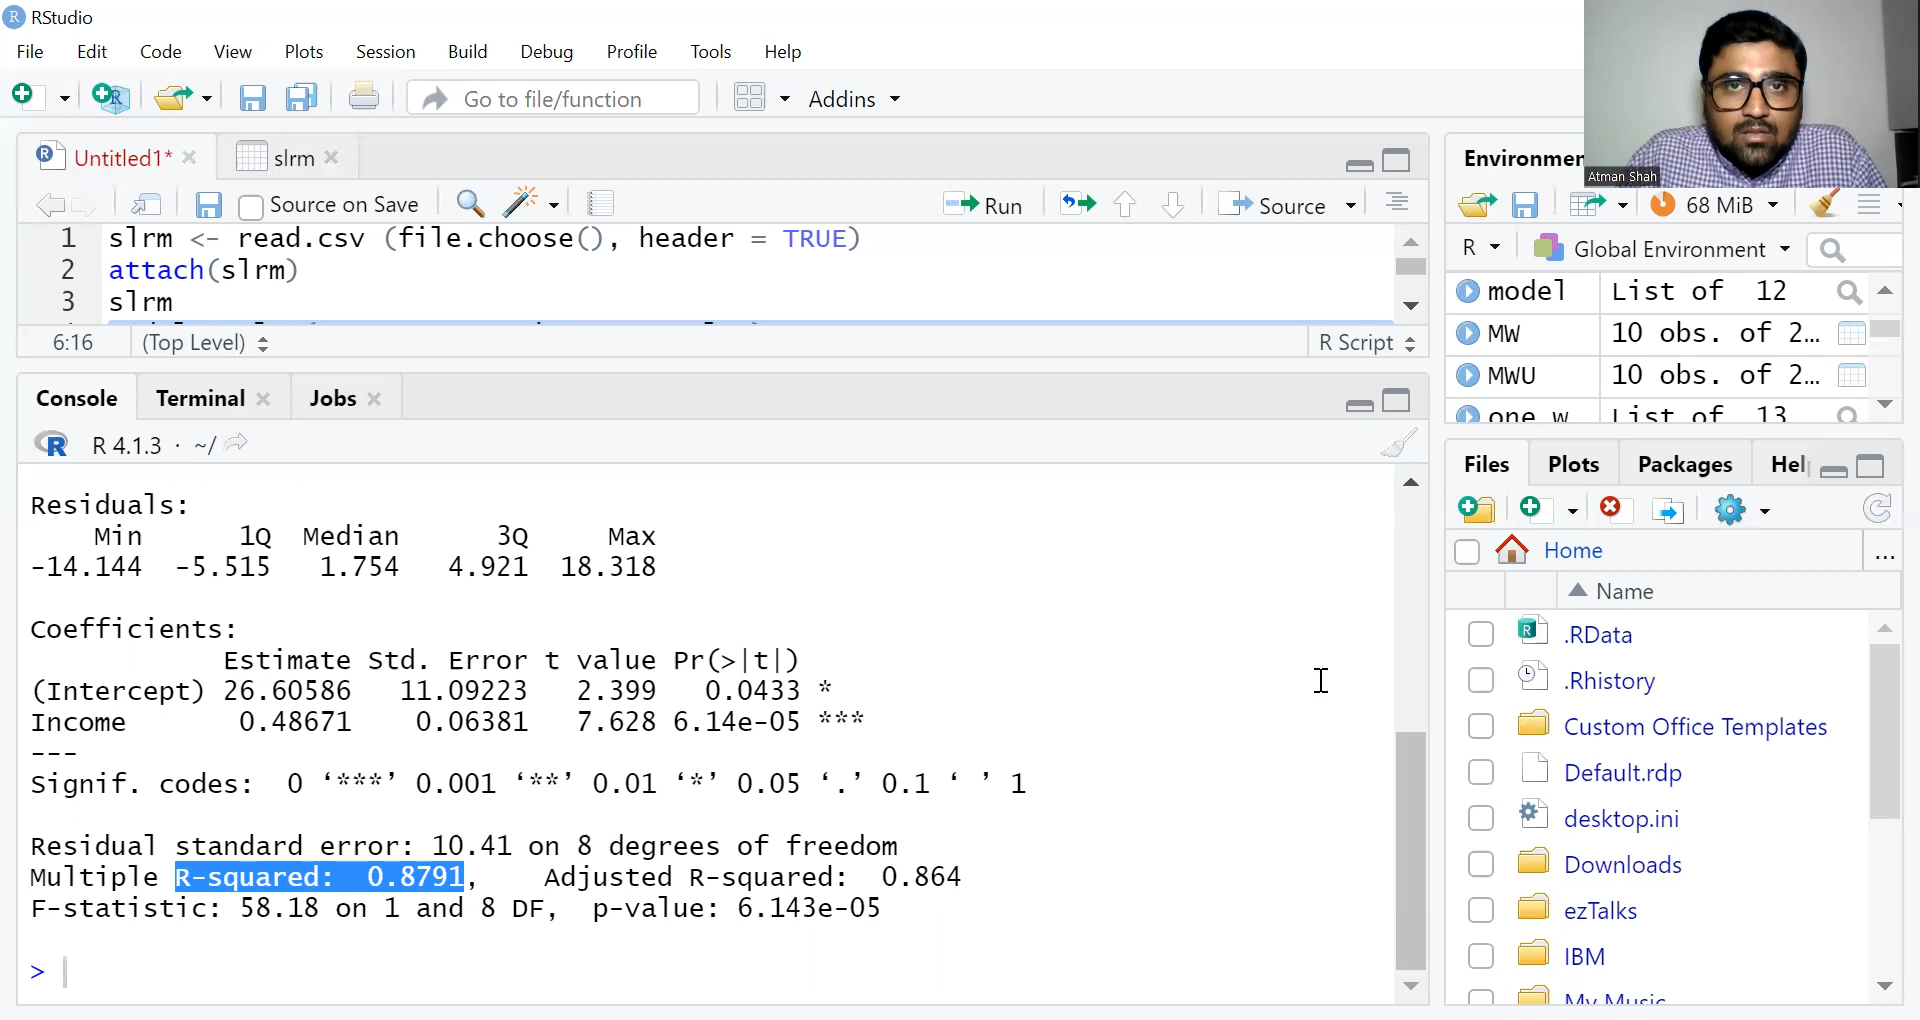 RStudio
File Edit Code View Plots Session Build Debug Profile Tools Help
Go to file/function Addins
Atman Shah
Untitled1* slrm
Source on Save Run Source
1 slrm <- read.csv (file.choose(), header = TRUE)
2 attach(slrm)
3 slrm
6:16 (Top Level) R Script
Console Terminal Jobs
R 4.1.3 · ~/
Residuals:
Min 1Q Median 3Q Max
-14.144 -5.515 1.754 4.921 18.318
Coefficients:
Estimate Std. Error t value Pr(>|t|)
(Intercept) 26.60586 11.09223 2.399 0.0433 *
Income 0.48671 0.06381 7.628 6.14e-05 ***
---
Signif. codes: 0 ‘***’ 0.001 ‘**’ 0.01 ‘*’ 0.05 ‘.’ 0.1 ‘ ’ 1
Residual standard error: 10.41 on 8 degrees of freedom
Multiple R-squared: 0.8791, Adjusted R-squared: 0.864
F-statistic: 58.18 on 1 and 8 DF, p-value: 6.143e-05
>
Environmen
68 MiB
R Global Environment
model List of 12
MW 10 obs. of 2…
MWU 10 obs. of 2…
one w List of 13
Files Plots Packages Hel
Home ...
Name
.RData
.Rhistory
Custom Office Templates
Default.rdp
desktop.ini
Downloads
ezTalks
IBM
My Music